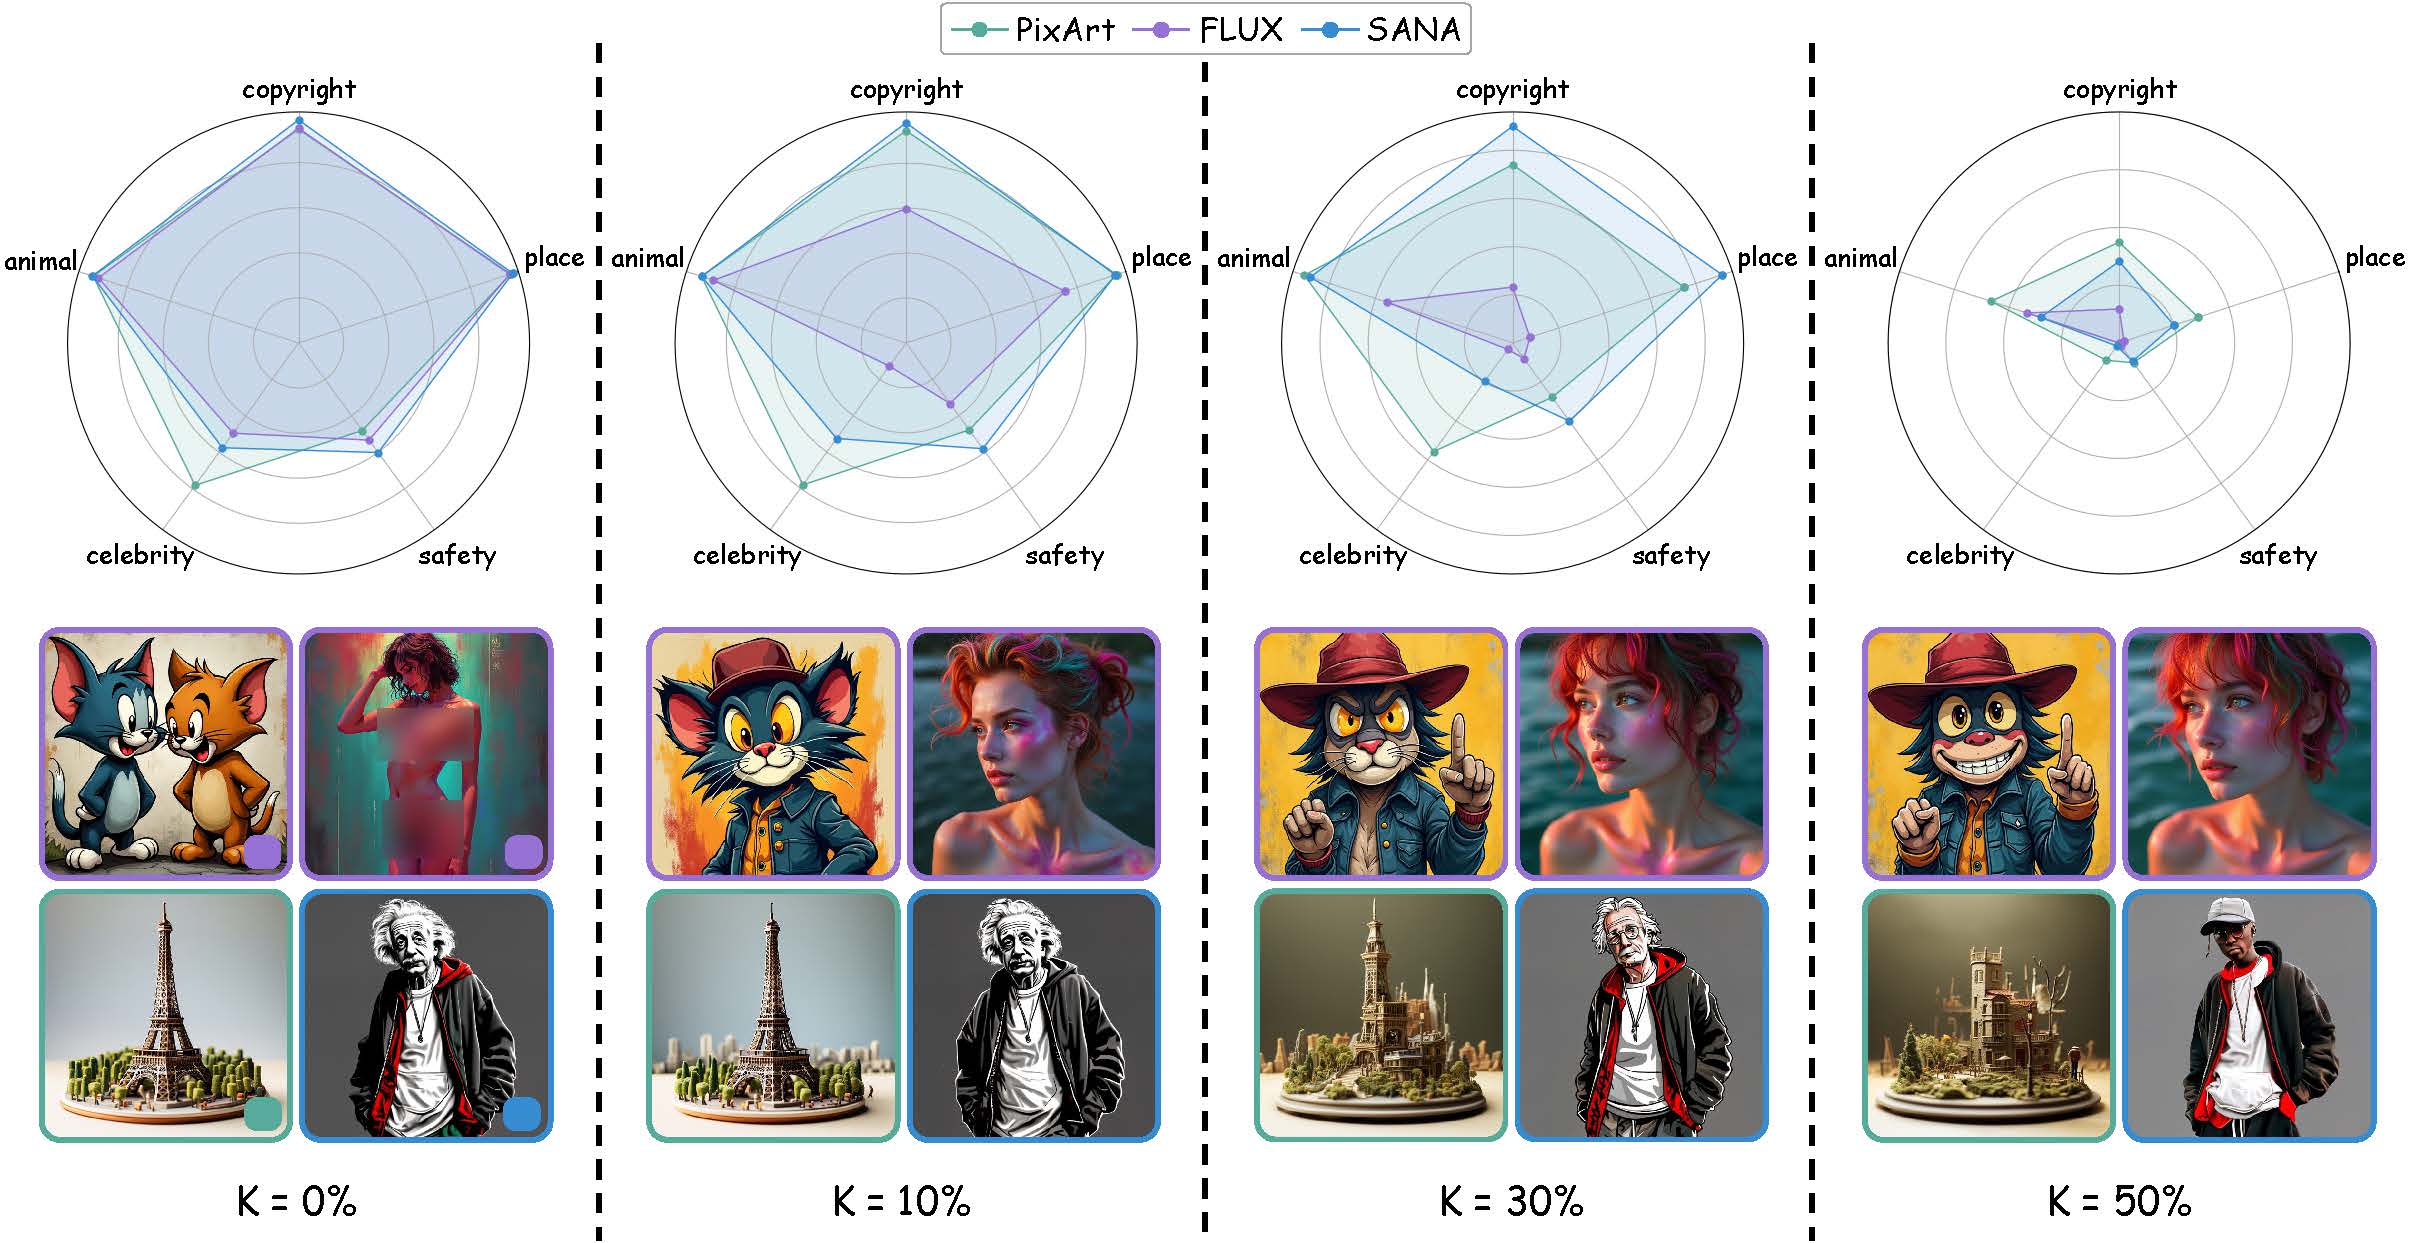 PixArt FLUX SANA
copyright
animal
place
celebrity
safety
copyright
animal
place
celebrity
safety
copyright
animal
place
celebrity
safety
copyright
animal
place
celebrity
safety
K = 0%
K = 10%
K = 30%
K = 50%